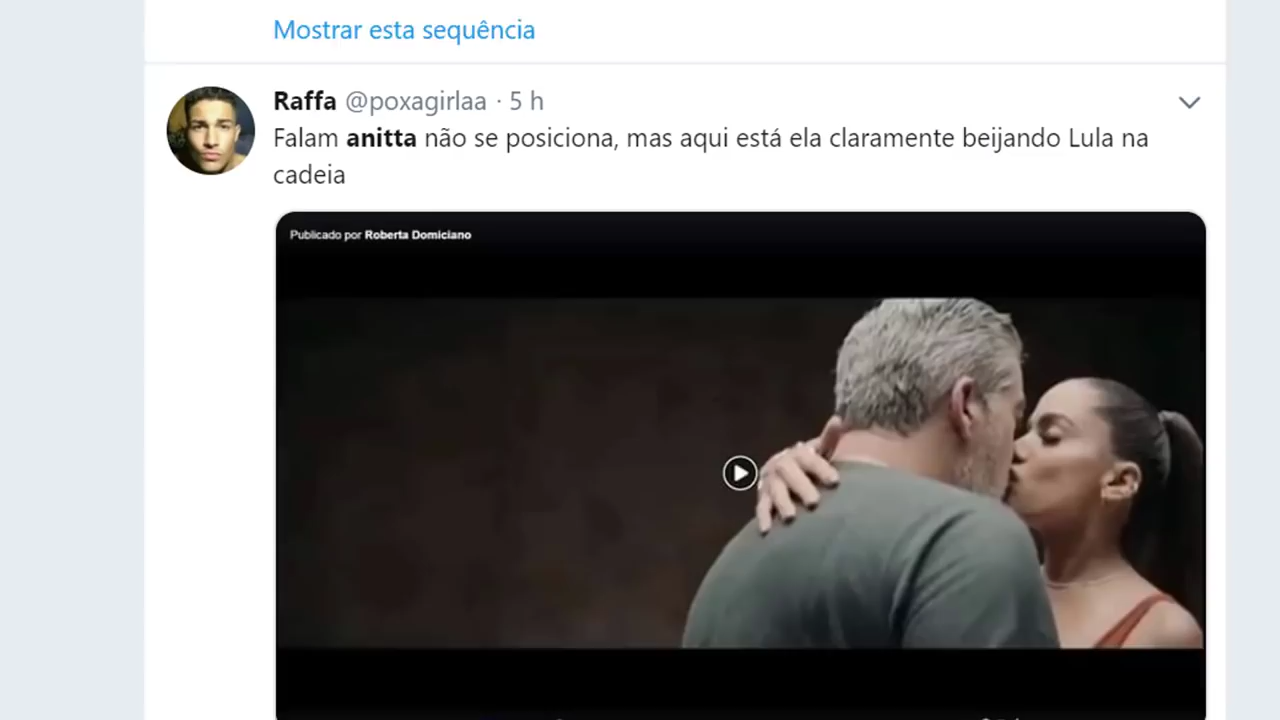 Mostrar esta sequência
Raffa @poxagirlaa · 5 h
Falam anitta não se posiciona, mas aqui está ela claramente beijando Lula na
cadeia
Publicado por Roberta Domiciano